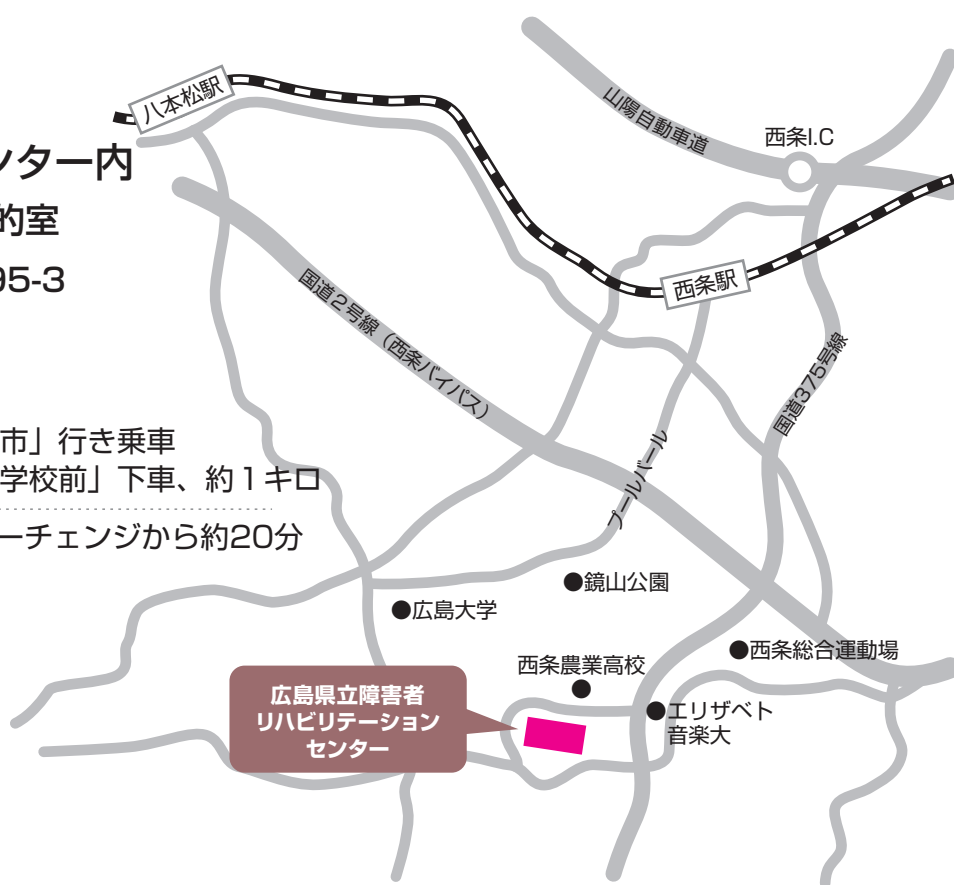 八本松駅
山陽自動車道
西条I.C
ンター内
的室
95-3
西条駅
国道2号線（西条バイパス）
国道375号線
市」行き乗車
学校前」下車、約１キロ
ーチェンジから約20分
プールバール
●鏡山公園
●広島大学
西条農業高校
●西条総合運動場
広島県立障害者
リハビリテーション
センター
●エリザベト
音楽大